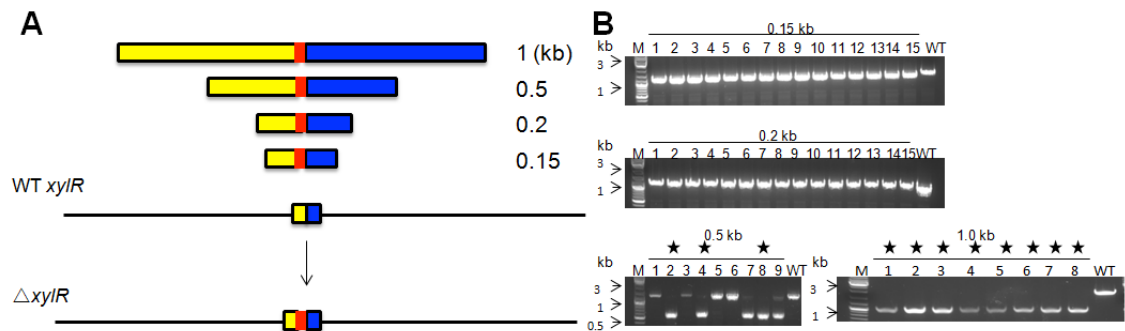 A
1 (kb)
0.5
0.2
0.15
WT xylR
△xylR
B
0.15 kb
kb M 1 2 3 4 5 6 7 8 9 10 11 12 13 14 15 WT
3
1
0.2 kb
kb M 1 2 3 4 5 6 7 8 9 10 11 12 13 14 15 WT
3
1
0.5 kb
★ ★ ★
kb M 1 2 3 4 5 6 7 8 9 WT
3
1
0.5
1.0 kb
★ ★ ★ ★ ★ ★ ★ ★
kb M 1 2 3 4 5 6 7 8 WT
3
1